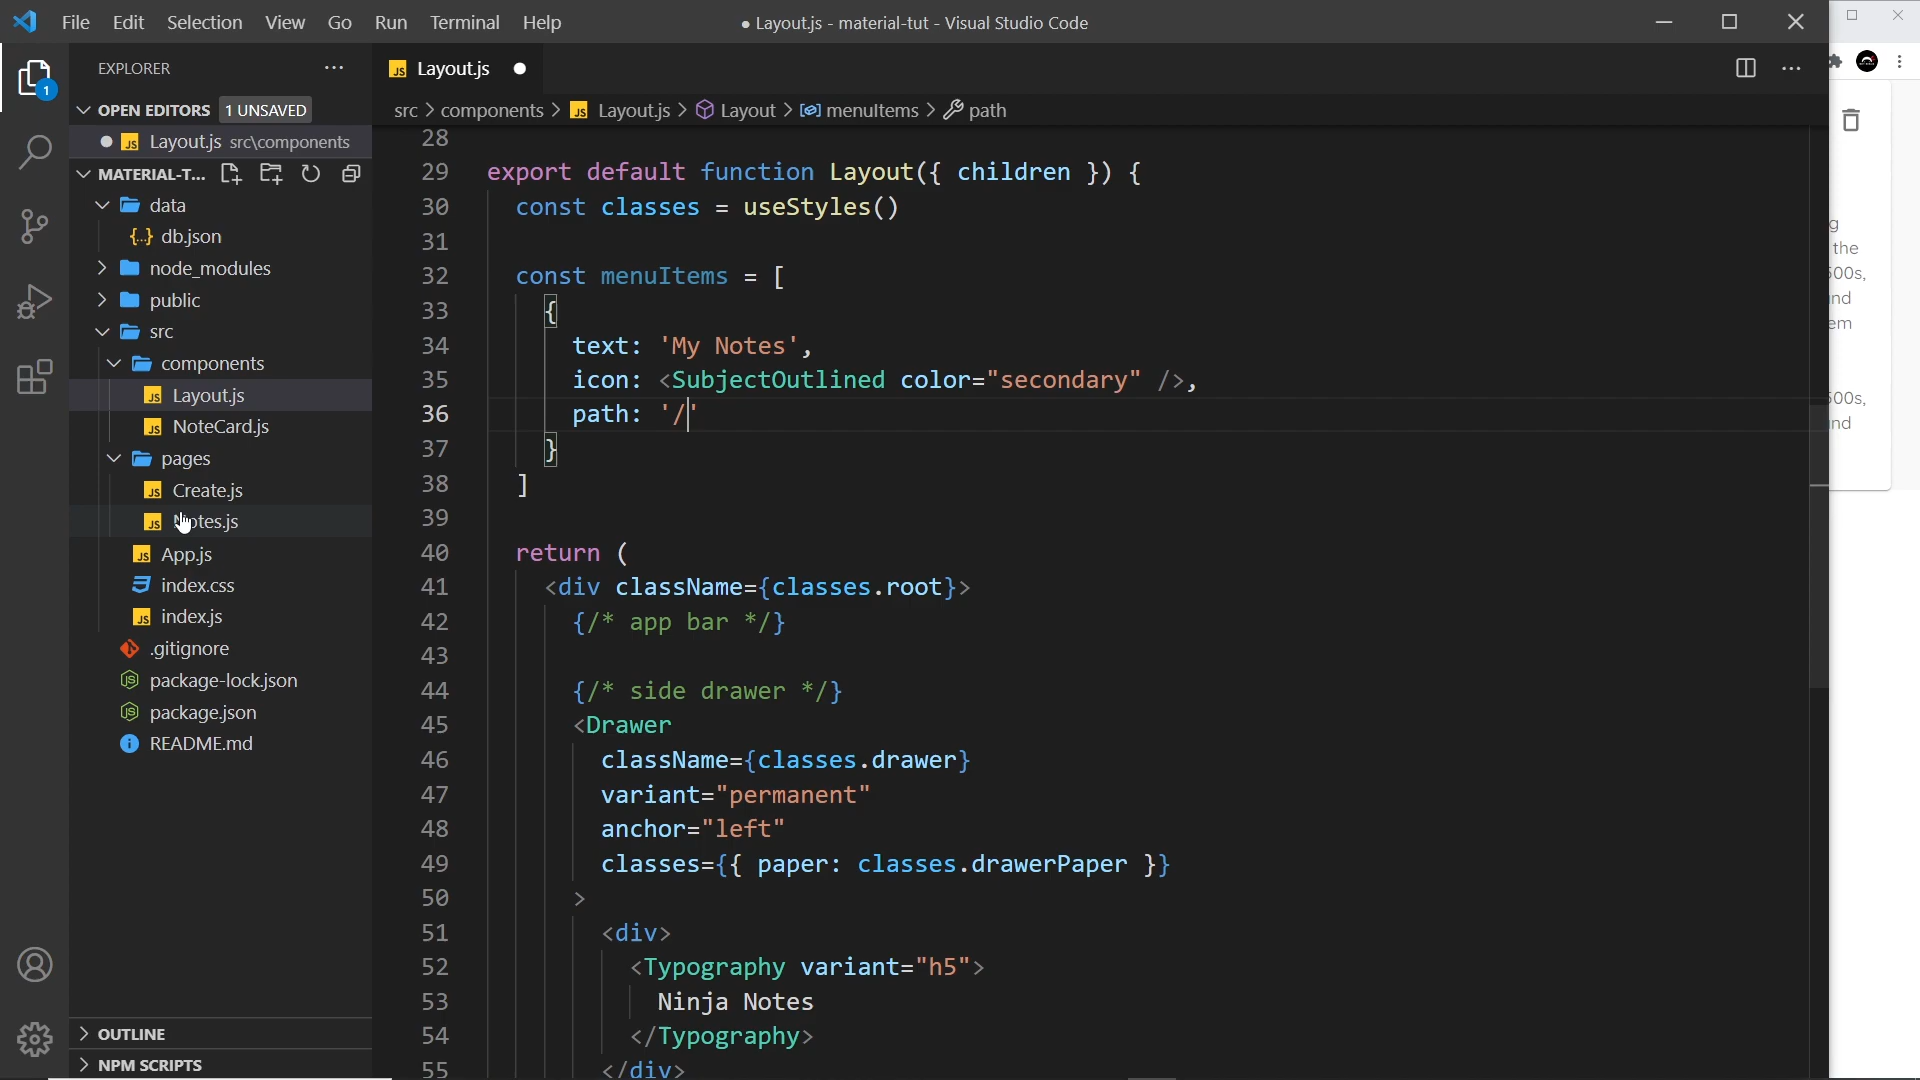 File Edit Selection View Go Run Terminal Help
● Layout.js - material-tut - Visual Studio Code
EXPLORER
Layout.js
OPEN EDITORS 1 UNSAVED
src > components > Layout.js > Layout > menuItems > path
Layout.js src\components
MATERIAL-T...
data
db.json
node_modules
public
src
components
Layout.js
NoteCard.js
pages
Create.js
Notes.js
App.js
index.css
index.js
.gitignore
package-lock.json
package.json
README.md
OUTLINE
NPM SCRIPTS
1
28
29 export default function Layout({ children }) {
30 const classes = useStyles()
31
32 const menuItems = [
33 {
34 text: 'My Notes',
35 icon: <SubjectOutlined color="secondary" />,
36 path: '/'
37 }
38 ]
39
40 return (
41 <div className={classes.root}>
42 {/* app bar */}
43
44 {/* side drawer */}
45 <Drawer
46 className={classes.drawer}
47 variant="permanent"
48 anchor="left"
49 classes={{ paper: classes.drawerPaper }}
50 >
51 <div>
52 <Typography variant="h5">
53 Ninja Notes
54 </Typography>
55 </div>
g
the
500s,
nd
em
500s,
nd